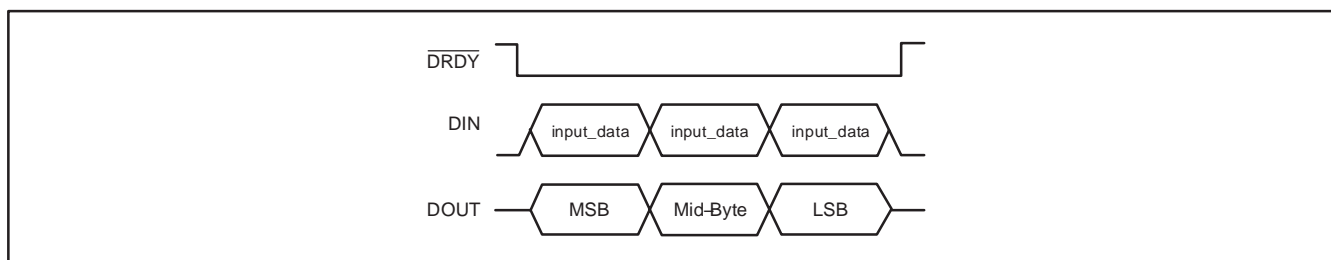 DRDY
DIN input_data input_data input_data
DOUT MSB Mid-Byte LSB